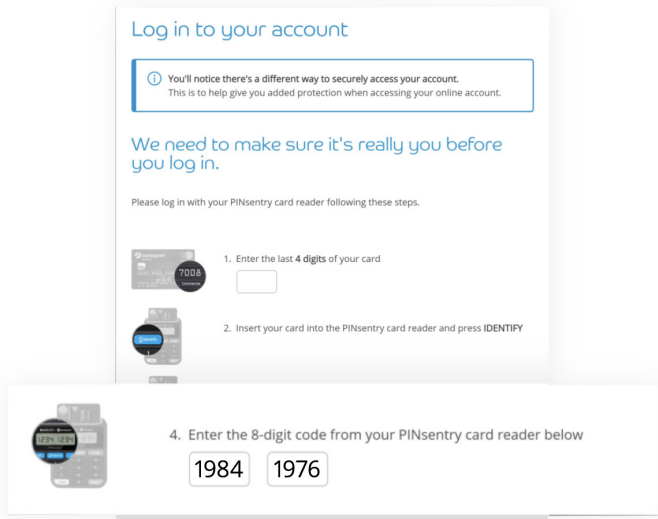 Log in to your account
You'll notice there's a different way to securely access your account.
This is to help give you added protection when accessing your online account.
We need to make sure it's really you before
you log in.
Please log in with your PINsentry card reader following these steps.
7008
1. Enter the last 4 digits of your card
2. Insert your card into the PINsentry card reader and press IDENTIFY
1234 1234
4. Enter the 8-digit code from your PINsentry card reader below
1984 1976